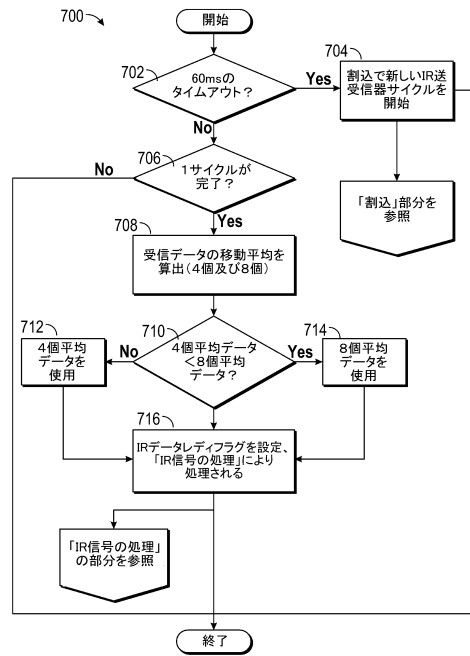 700
開始
702
60msの
タイムアウト？
Yes
704
割込で新しいIR送
受信器サイクルを
開始
No
706
1サイクルが
完了？
No
Yes
「割込」部分を
参照
708
受信データの移動平均を
算出(4個及び8個)
710
4個平均データ
<8個平均
データ？
No
Yes
712
4個平均
データを
使用
714
8個平均
データを
使用
716
IRデータレディフラグを設定、
「IR信号の処理」により
処理される
「IR信号の処理」
の部分を参照
終了